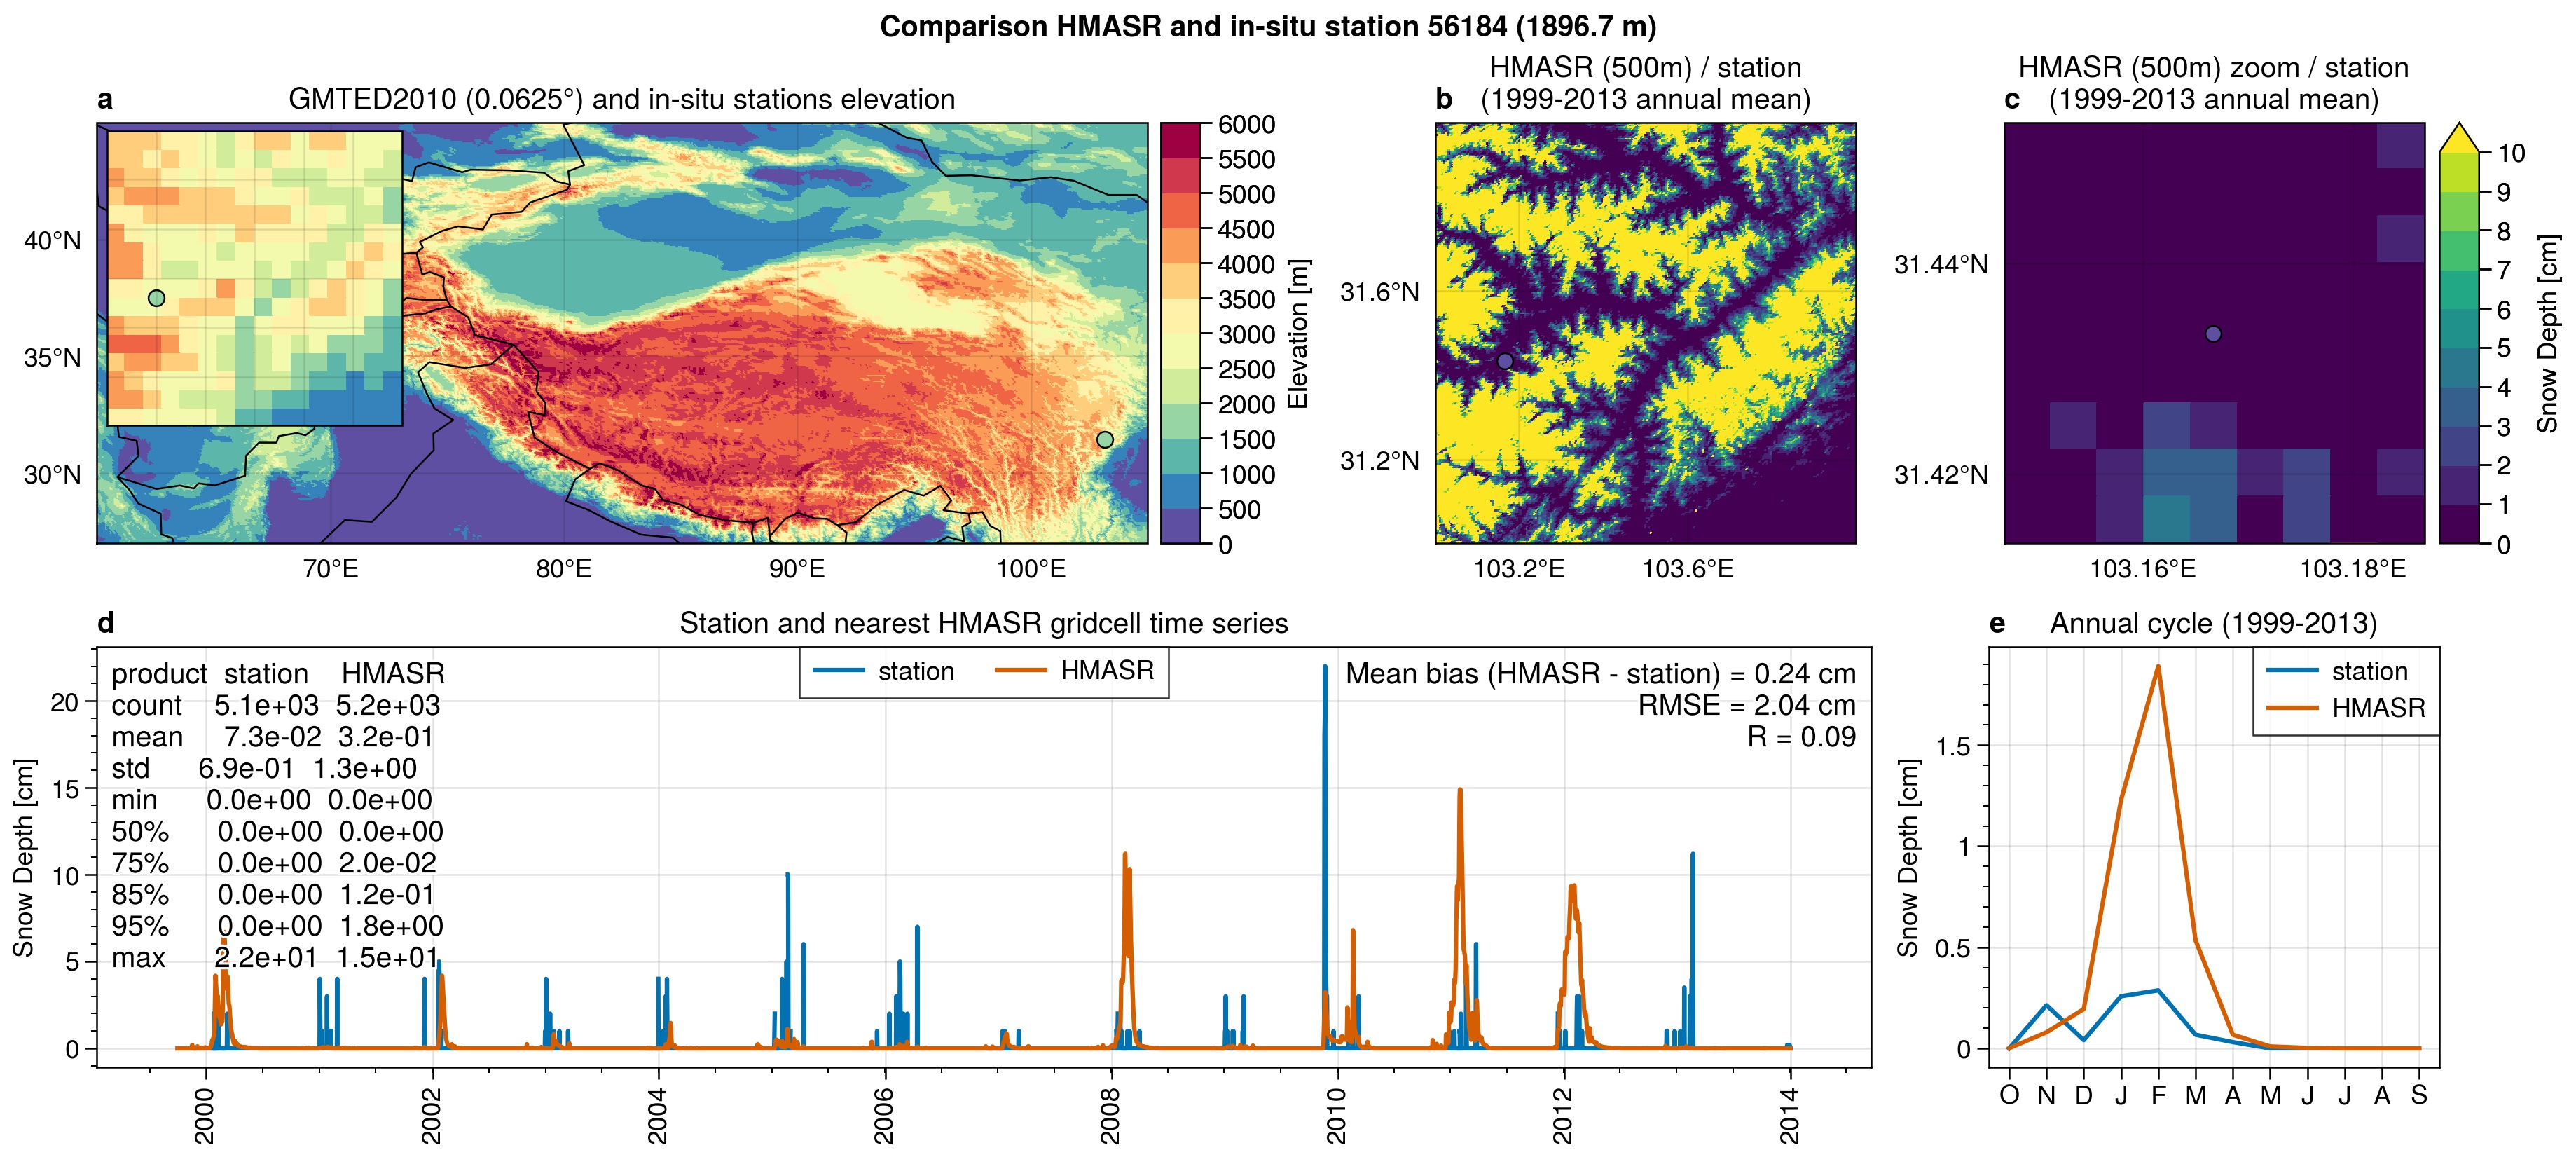 Comparison HMASR and in-situ station 56184 (1896.7 m)
a GMTED2010 (0.0625°) and in-situ stations elevation
40°N
35°N
30°N
70°E 80°E 90°E 100°E
6000
5500
5000
4500
4000
3500
3000
2500
2000
1500
1000
500
0
Elevation [m]
HMASR (500m) / station
b (1999-2013 annual mean)
31.6°N
31.2°N
103.2°E 103.6°E
HMASR (500m) zoom / station
c (1999-2013 annual mean)
31.44°N
31.42°N
103.16°E 103.18°E
10
9
8
7
6
5
4
3
2
1
0
Snow Depth [cm]
d Station and nearest HMASR gridcell time series
Snow Depth [cm]
20
15
10
5
0
product station HMASR
count 5.1e+03 5.2e+03
mean 7.3e-02 3.2e-01
std 6.9e-01 1.3e+00
min 0.0e+00 0.0e+00
50% 0.0e+00 0.0e+00
75% 0.0e+00 2.0e-02
85% 0.0e+00 1.2e-01
95% 0.0e+00 1.8e+00
max 2.2e+01 1.5e+01
station HMASR
Mean bias (HMASR - station) = 0.24 cm
RMSE = 2.04 cm
R = 0.09
2000 2002 2004 2006 2008 2010 2012 2014
e Annual cycle (1999-2013)
Snow Depth [cm]
1.5
1
0.5
0
station
HMASR
O N D J F M A M J J A S